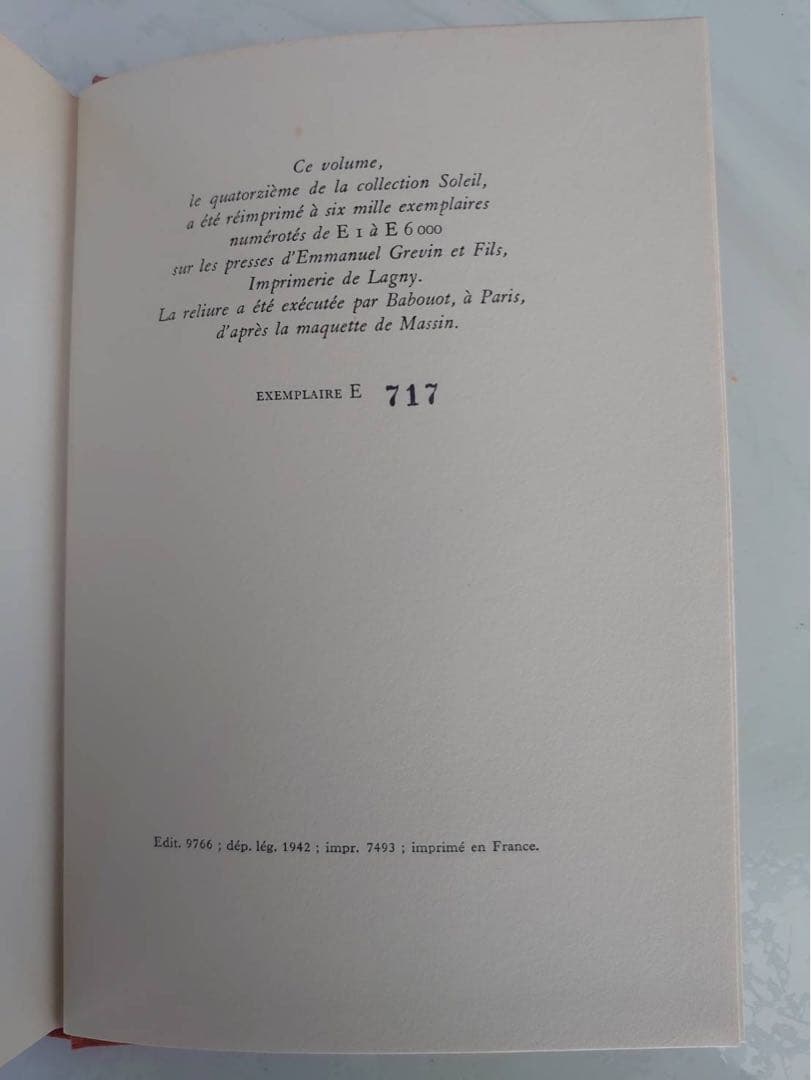 Ce volume,
le quatorzième de la collection Soleil,
a été réimprimé à six mille exemplaires
numérotés de E 1 à E 6 000
sur les presses d'Emmanuel Grevin et Fils,
Imprimerie de Lagny.
La reliure a été exécutée par Babouot, à Paris,
d'après la maquette de Massin.
EXEMPLAIRE E 717
Edit. 9766 ; dép. lég. 1942 ; impr. 7493 ; imprimé en France.